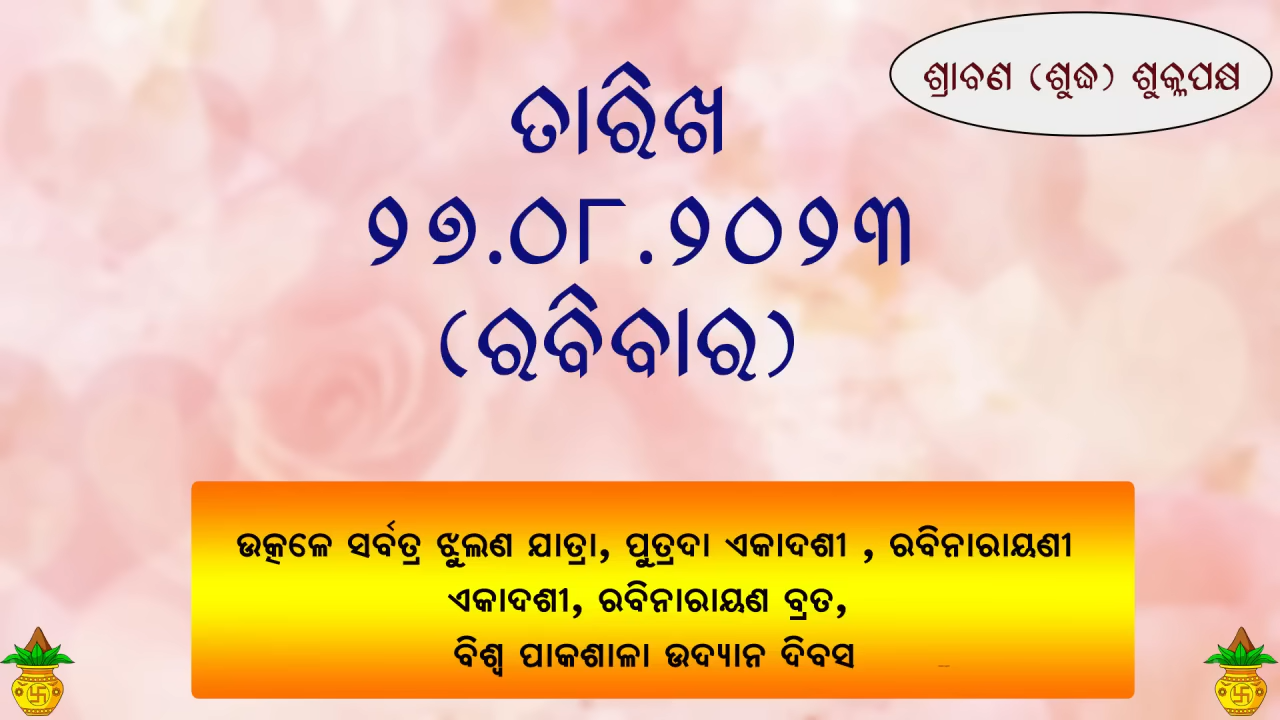 ଶ୍ରାବଣ (ଶୁଦ୍ଧ) ଶୁକ୍ଳପକ୍ଷ
ତାରିଖ
୨୭.୦୮.୨୦୨୩
(ରବିବାର)
ଉତ୍କଳେ ସର୍ବତ୍ର ଝୁଲଣ ଯାତ୍ରା, ପୁତ୍ରଦା ଏକାଦଶୀ , ରବିନାରାୟଣୀ
ଏକାଦଶୀ, ରବିନାରାୟଣ ବ୍ରତ,
ବିଶ୍ୱ ପାକଶାଳା ଉଦ୍ୟାନ ଦିବସ